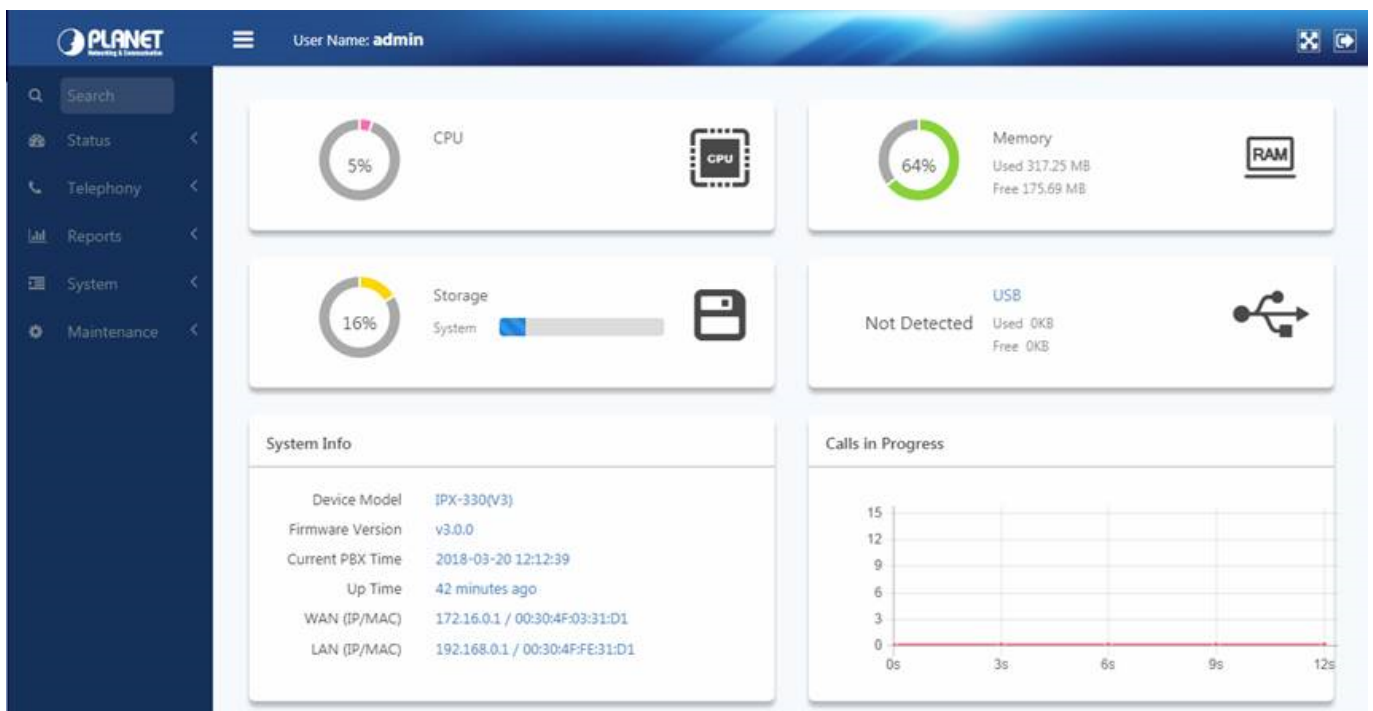 PLANET
Networking & Communication
User Name: admin
Search
Status
Telephony
Reports
System
Maintenance
5%
CPU
CPU
64%
Memory
Used 317.25 MB
Free 175.69 MB
RAM
16%
Storage
System
Not Detected
USB
Used 0KB
Free 0KB
System Info
Device Model IPX-330(V3)
Firmware Version v3.0.0
Current PBX Time 2018-03-20 12:12:39
Up Time 42 minutes ago
WAN (IP/MAC) 172.16.0.1 / 00:30:4F:03:31:D1
LAN (IP/MAC) 192.168.0.1 / 00:30:4F:FE:31:D1
Calls in Progress
15
12
9
6
3
0
0s 3s 6s 9s 12s